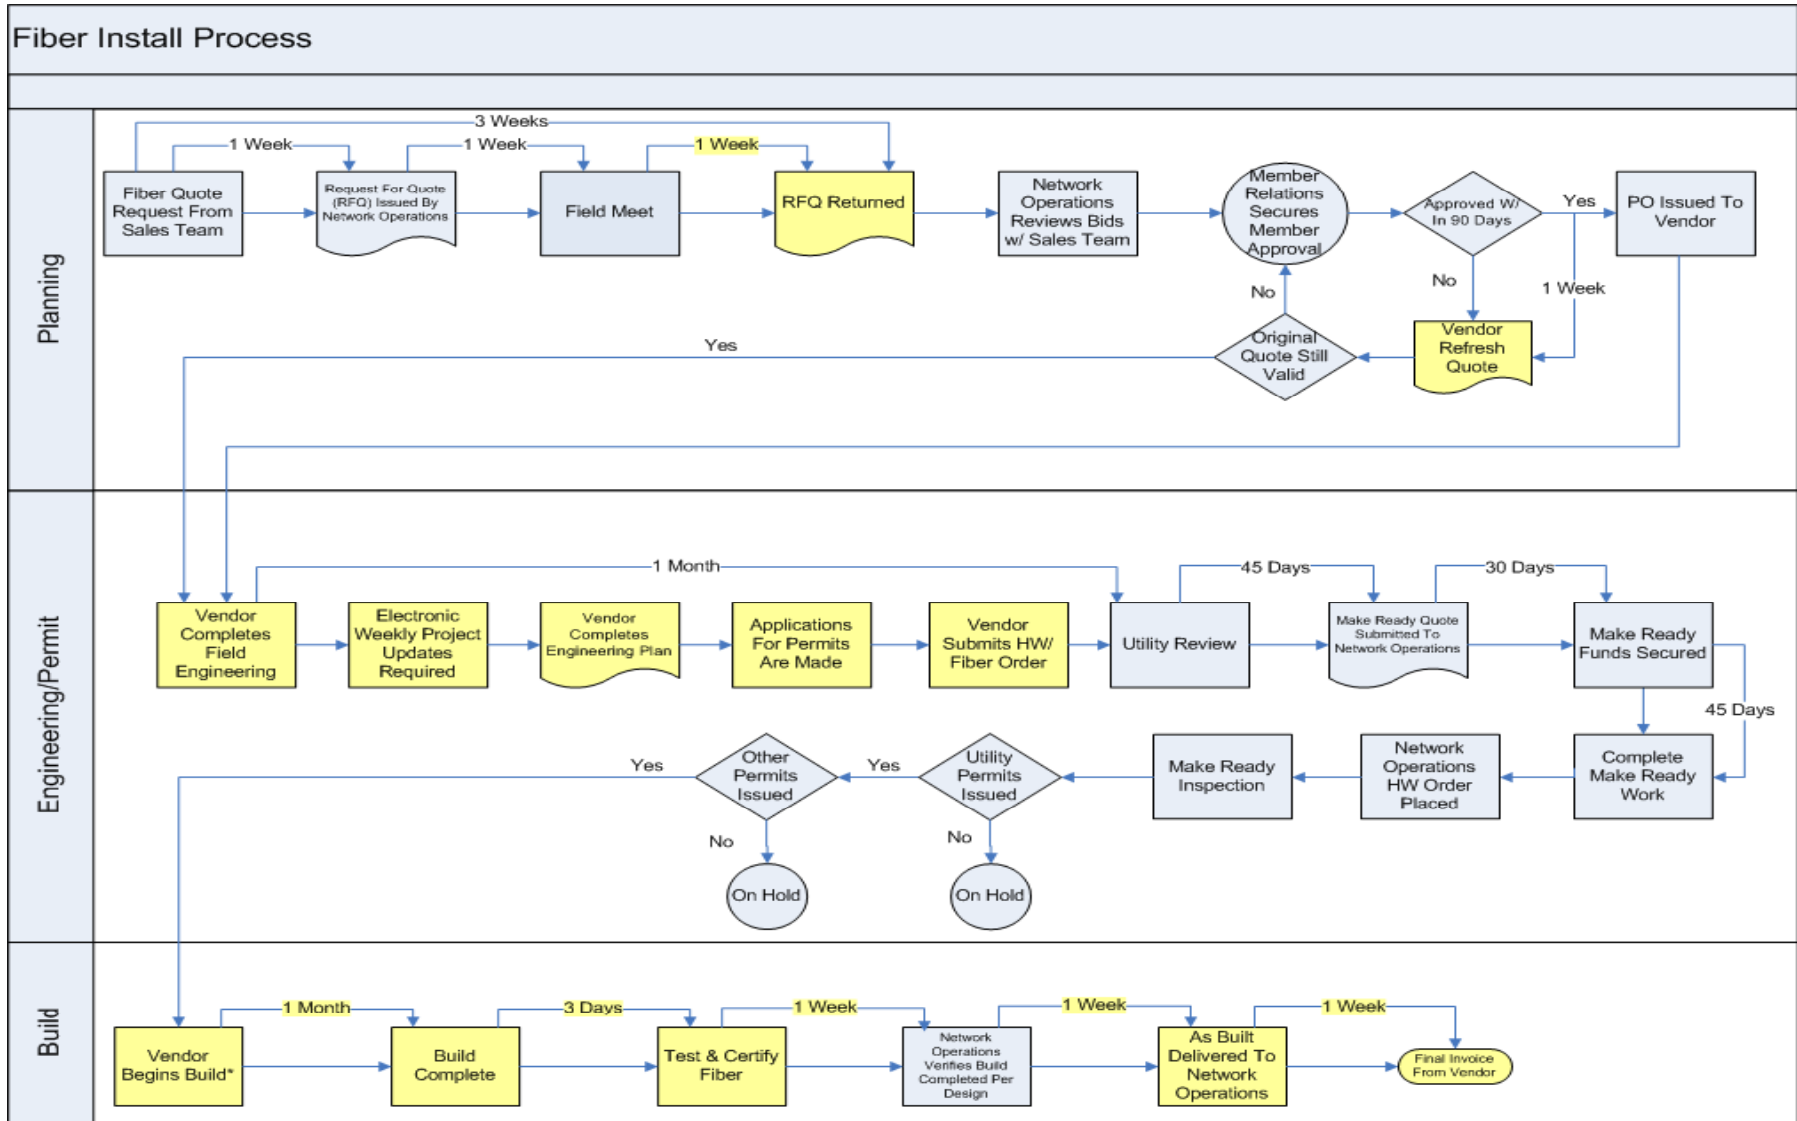 Fiber Install Process
Planning
3 Weeks
1 Week
1 Week
1 Week
Fiber Quote
Request From
Sales Team
Request For Quote
(RFQ) Issued By
Network Operations
Field Meet
RFQ Returned
Network
Operations
Reviews Bids
w/ Sales Team
Member
Relations
Secures
Member
Approval
Approved W/
In 90 Days
Yes
PO Issued To
Vendor
No
1 Week
Vendor
Refresh
Quote
No
Original
Quote Still
Valid
Yes
Engineering/Permit
1 Month
45 Days
30 Days
Vendor
Completes
Field
Engineering
Electronic
Weekly Project
Updates
Required
Vendor
Completes
Engineering Plan
Applications
For Permits
Are Made
Vendor
Submits HW/
Fiber Order
Utility Review
Make Ready Quote
Submitted To
Network Operations
Make Ready
Funds Secured
45 Days
Complete
Make Ready
Work
Network
Operations
HW Order
Placed
Make Ready
Inspection
Utility
Permits
Issued
Yes
Other
Permits
Issued
Yes
No
No
On Hold
On Hold
Build
1 Month
3 Days
1 Week
1 Week
1 Week
Vendor
Begins Build*
Build
Complete
Test & Certify
Fiber
Network
Operations
Verifies Build
Completed Per
Design
As Built
Delivered To
Network
Operations
Final Invoice
From Vendor